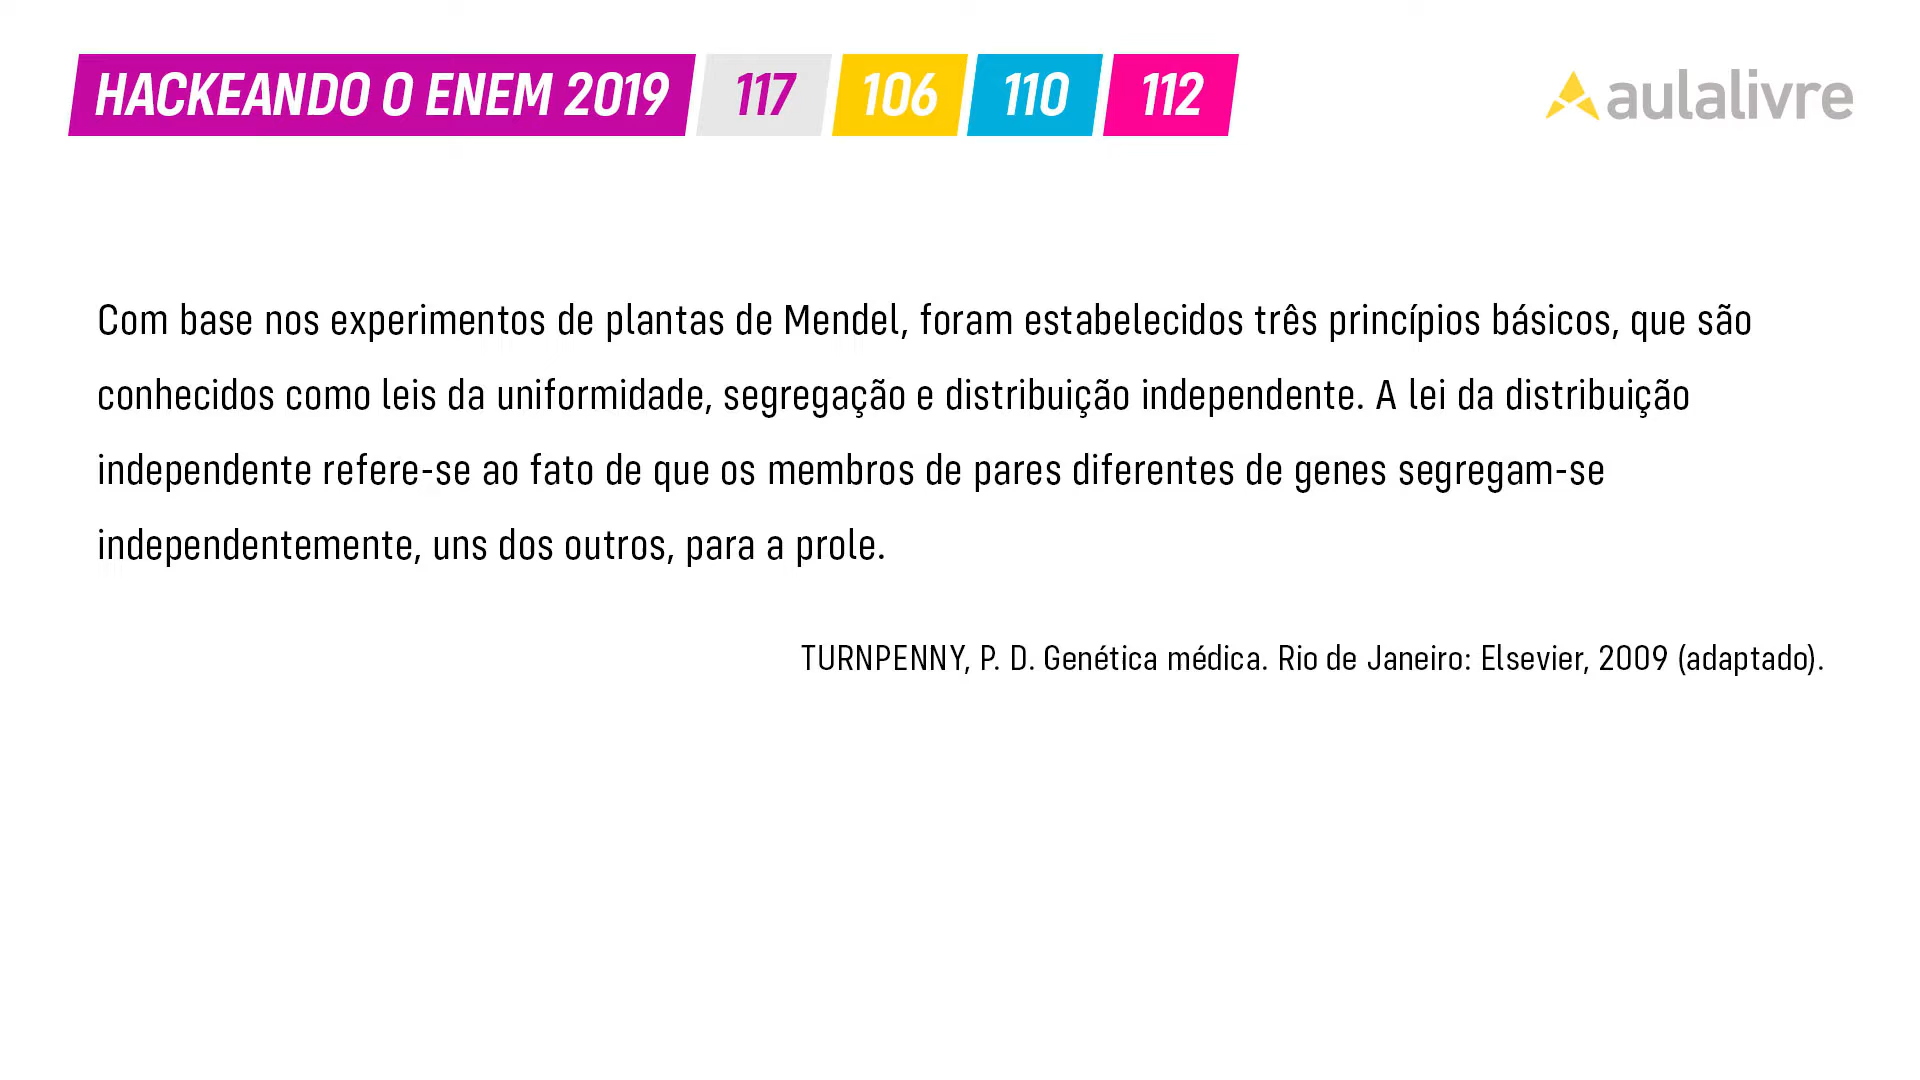 HACKEANDO O ENEM 2019 117 106 110 112
aulalivre
Com base nos experimentos de plantas de Mendel, foram estabelecidos três princípios básicos, que são
conhecidos como leis da uniformidade, segregação e distribuição independente. A lei da distribuição
independente refere-se ao fato de que os membros de pares diferentes de genes segregam-se
independentemente, uns dos outros, para a prole.
TURNPENNY, P. D. Genética médica. Rio de Janeiro: Elsevier, 2009 (adaptado).